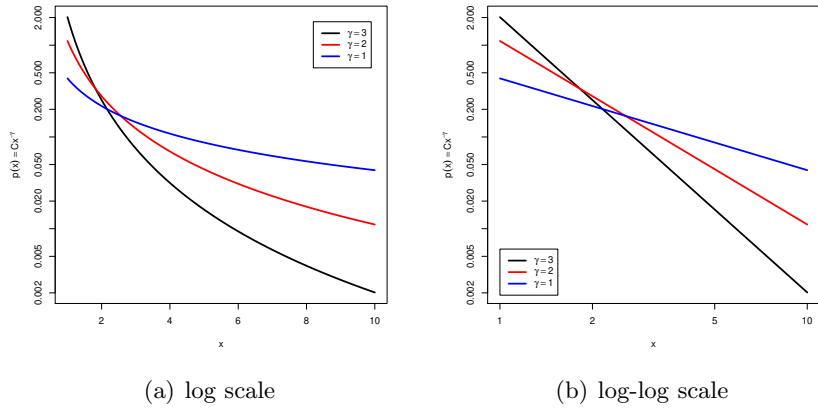 2.000
0.500
0.200
0.050
0.020
0.005
0.002
p(x) = Cx^-γ
γ = 3
γ = 2
γ = 1
2 4 6 8 10
x
(a) log scale
2.000
0.500
0.200
0.050
0.020
0.005
0.002
p(x) = Cx^-γ
γ = 3
γ = 2
γ = 1
1 2 5 10
x
(b) log-log scale